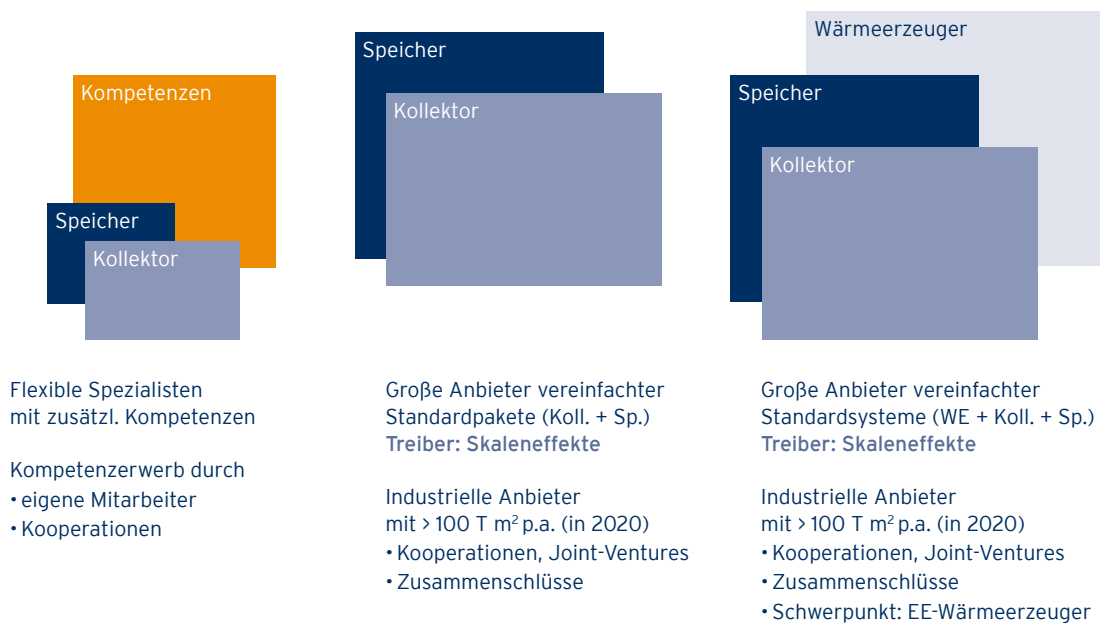 Kompetenzen
Speicher
Kollektor
Flexible Spezialisten
mit zusätzl. Kompetenzen
Kompetenzerwerb durch
• eigene Mitarbeiter
• Kooperationen
Speicher
Kollektor
Große Anbieter vereinfachter
Standardpakete (Koll. + Sp.)
Treiber: Skaleneffekte
Industrielle Anbieter
mit > 100 T m² p.a. (in 2020)
• Kooperationen, Joint-Ventures
• Zusammenschlüsse
Wärmeerzeuger
Speicher
Kollektor
Große Anbieter vereinfachter
Standardsysteme (WE + Koll. + Sp.)
Treiber: Skaleneffekte
Industrielle Anbieter
mit > 100 T m² p.a. (in 2020)
• Kooperationen, Joint-Ventures
• Zusammenschlüsse
• Schwerpunkt: EE-Wärmeerzeuger